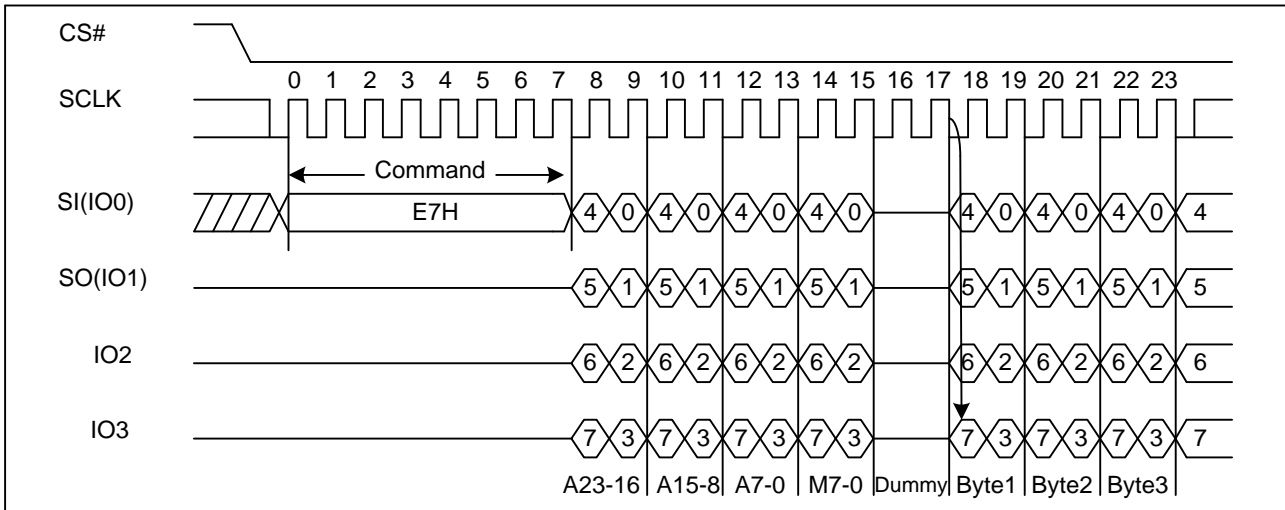 CS#
0 1 2 3 4 5 6 7 8 9 10 11 12 13 14 15 16 17 18 19 20 21 22 23
SCLK
Command
SI(IO0)
E7H
4 0 4 0 4 0 4 0 4 0 4 0 4 0 4
SO(IO1)
5 1 5 1 5 1 5 1 5 1 5 1 5 1 5
IO2
6 2 6 2 6 2 6 2 6 2 6 2 6 2 6
IO3
7 3 7 3 7 3 7 3 7 3 7 3 7 3 7
A23-16 A15-8 A7-0 M7-0 Dummy Byte1 Byte2 Byte3